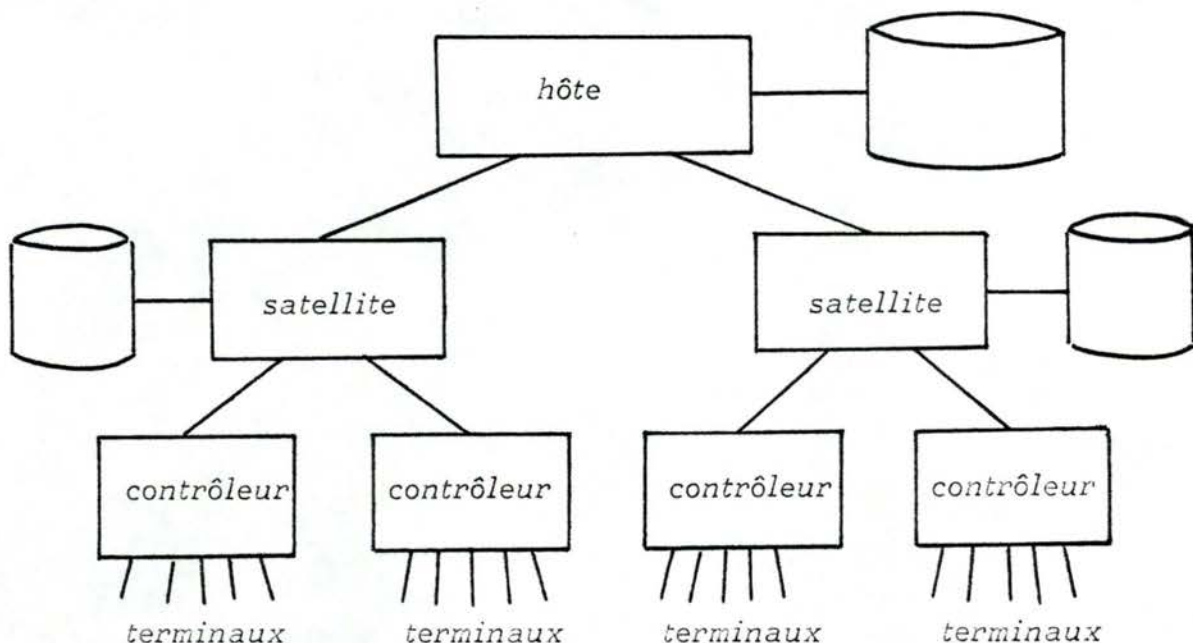 hôte
satellite
satellite
contrôleur
contrôleur
contrôleur
contrôleur
terminaux
terminaux
terminaux
terminaux